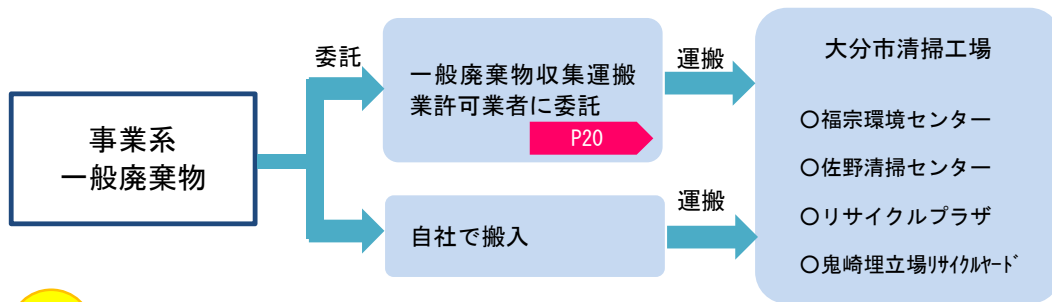 事業系
一般廃棄物
委託
一般廃棄物収集運搬
業許可業者に委託
P20
自社で搬入
運搬
運搬
大分市清掃工場
○福宗環境センター
○佐野清掃センター
○リサイクルプラザ
○鬼崎埋立場ﾘｻｲｸﾙﾔｰﾄﾞ